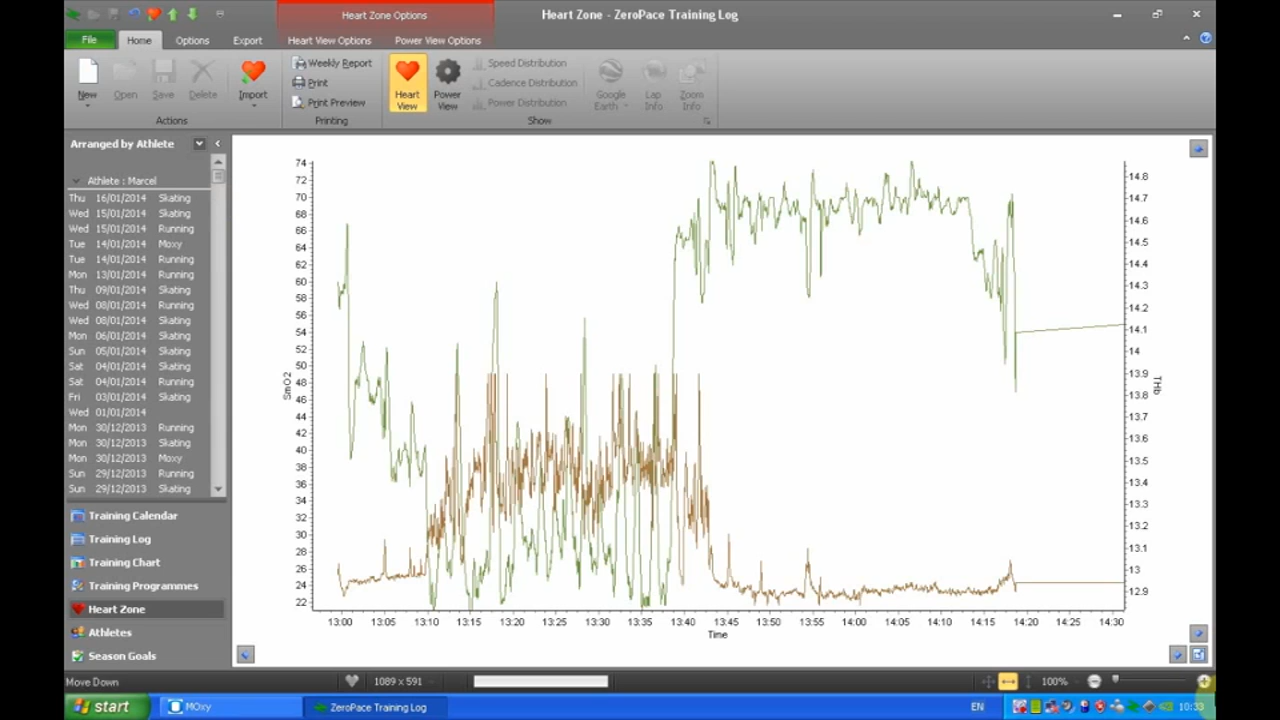 Heart Zone Options
Heart Zone - ZeroPace Training Log
File Home Options Export Heart View Options Power View Options
New Open Save Delete Import
Actions
Weekly Report
Print
Print Preview
Printing
Heart View
Power View
Speed Distribution
Cadence Distribution
Power Distribution
Google Earth
Lap Info
Zoom Info
Show
Arranged by Athlete
Athlete : Marcel
Thu 16/01/2014 Skating
Wed 15/01/2014 Skating
Wed 15/01/2014 Running
Tue 14/01/2014 Moxy
Tue 14/01/2014 Running
Mon 13/01/2014 Running
Thu 09/01/2014 Skating
Wed 08/01/2014 Running
Wed 08/01/2014 Skating
Mon 06/01/2014 Skating
Sun 05/01/2014 Skating
Sat 04/01/2014 Skating
Sat 04/01/2014 Running
Fri 03/01/2014 Skating
Wed 01/01/2014
Mon 30/12/2013 Running
Mon 30/12/2013 Skating
Mon 30/12/2013 Moxy
Sun 29/12/2013 Running
Sun 29/12/2013 Skating
Training Calendar
Training Log
Training Chart
Training Programmes
Heart Zone
Athletes
Season Goals
SmO2
74
72
70
68
66
64
62
60
58
56
54
52
50
48
46
44
42
40
38
36
34
32
30
28
26
24
22
14.8
14.7
14.6
14.5
14.4
14.3
14.2
14.1
14
13.9
13.8
13.7
13.6
13.5
13.4
13.3
13.2
13.1
13
12.9
THb
13:00 13:05 13:10 13:15 13:20 13:25 13:30 13:35 13:40 13:45 13:50 13:55 14:00 14:05 14:10 14:15 14:20 14:25 14:30
Time
Move Down 1089 x 591 100%
start MOxy ZeroPace Training Log EN 10:33